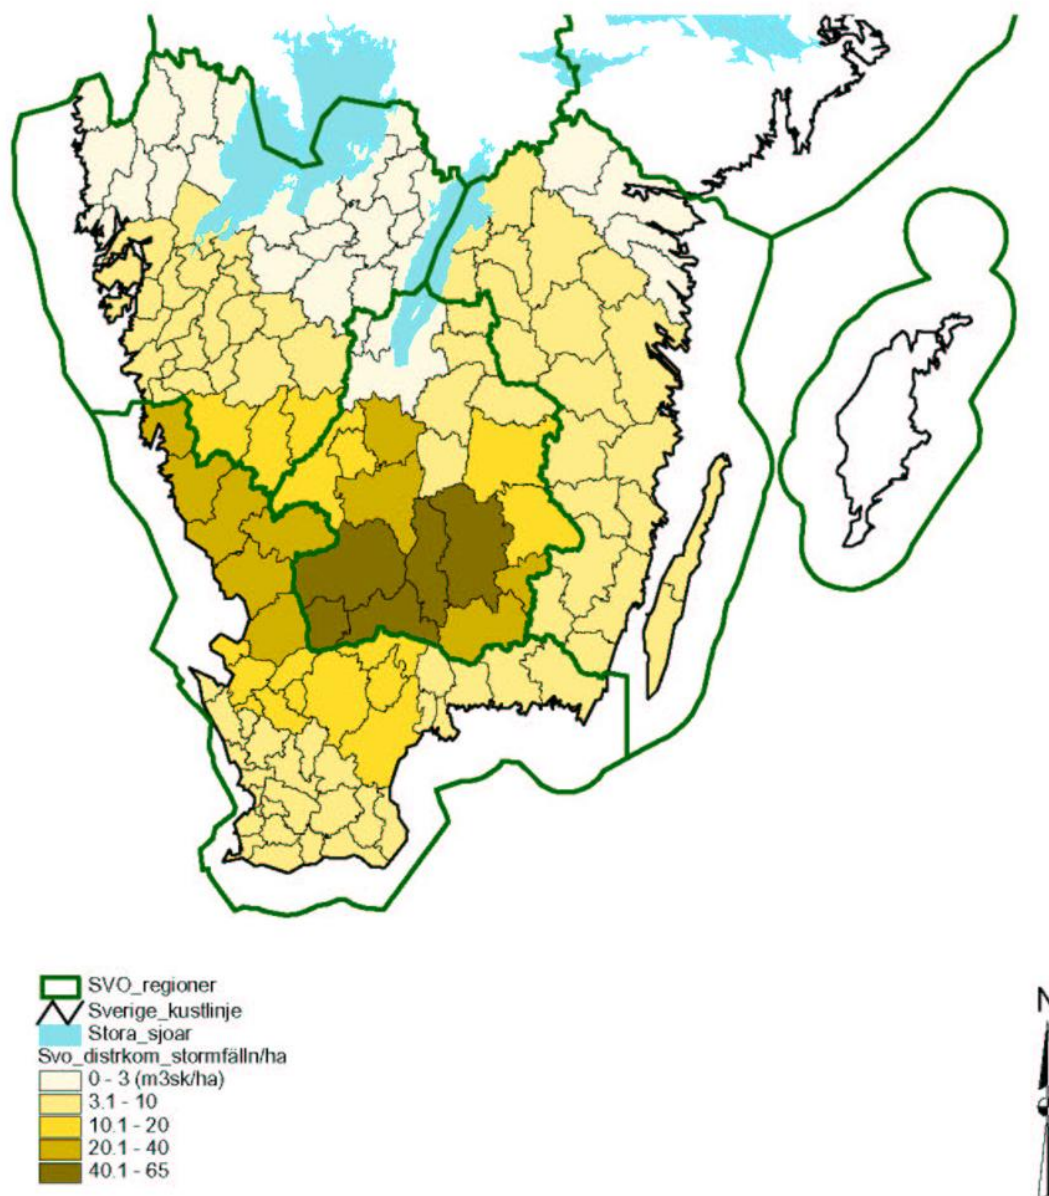 SVO_regioner
Sverige_kustlinje
Stora_sjoar
Svo_distrkom_stormfälln/ha
0 - 3 (m3sk/ha)
3.1 - 10
10.1 - 20
20.1 - 40
40.1 - 65
N